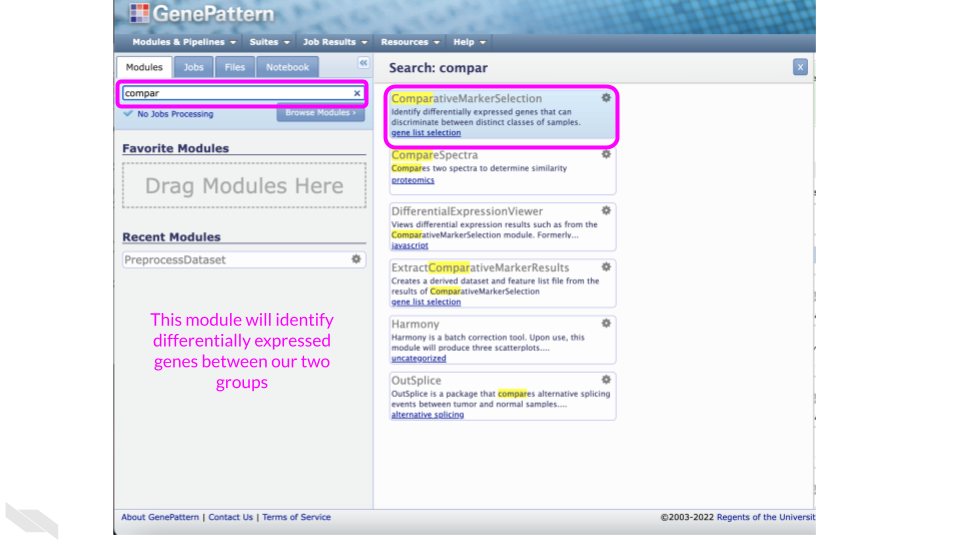 GenePattern
Modules & Pipelines Suites Job Results Resources Help
Modules Jobs Files Notebook
compar x
No Jobs Processing Browse Modules ›
Favorite Modules
Drag Modules Here
Recent Modules
PreprocessDataset
This module will identify
differentially expressed
genes between our two
groups
Search: compar x
ComparativeMarkerSelection
Identify differentially expressed genes that can
discriminate between distinct classes of samples.
gene list selection
CompareSpectra
Compares two spectra to determine similarity
proteomics
DifferentialExpressionViewer
Views differential expression results such as from the
ComparativeMarkerSelection module. Formerly...
javascript
ExtractComparativeMarkerResults
Creates a derived dataset and feature list file from the
results of ComparativeMarkerSelection
gene list selection
Harmony
Harmony is a batch correction tool. Upon use, this
module will produce three scatterplots....
uncategorized
OutSplice
OutSplice is a package that compares alternative splicing
events between tumor and normal samples....
alternative splicing
About GenePattern | Contact Us | Terms of Service
©2003-2022 Regents of the Universit